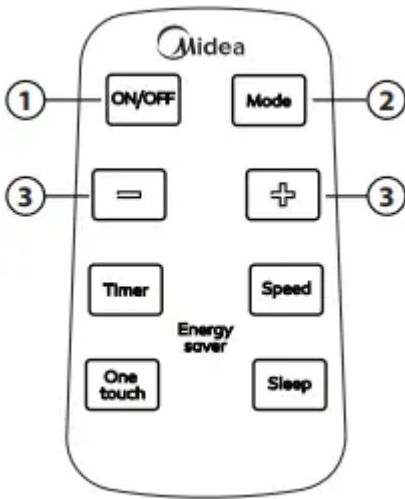 Midea
1 ON/OFF Mode 2
3 − + 3
Timer Speed
Energy
saver
One
touch
Sleep